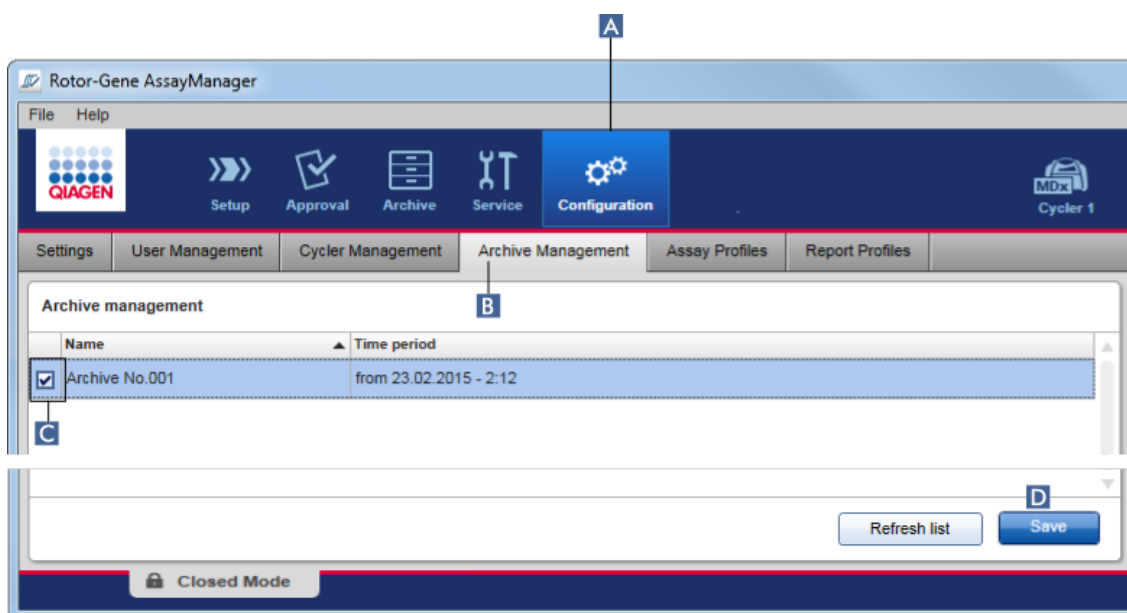 A
Rotor-Gene AssayManager
File Help
QIAGEN
Setup Approval Archive Service Configuration
MDx
Cycler 1
Settings User Management Cycler Management Archive Management Assay Profiles Report Profiles
B
Archive management
Name Time period
Archive No.001 from 23.02.2015 - 2:12
C
D
Refresh list Save
Closed Mode